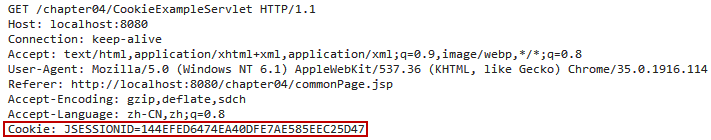 GET /chapter04/CookieExampleServlet HTTP/1.1
Host: localhost:8080
Connection: keep-alive
Accept: text/html,application/xhtml+xml,application/xml;q=0.9,image/webp,*/*;q=0.8
User-Agent: Mozilla/5.0 (Windows NT 6.1) AppleWebKit/537.36 (KHTML, like Gecko) Chrome/35.0.1916.114
Referer: http://localhost:8080/chapter04/commonPage.jsp
Accept-Encoding: gzip,deflate,sdch
Accept-Language: zh-CN,zh;q=0.8
Cookie: JSESSIONID=144EFED6474EA40DFE7AE585EEC25D47